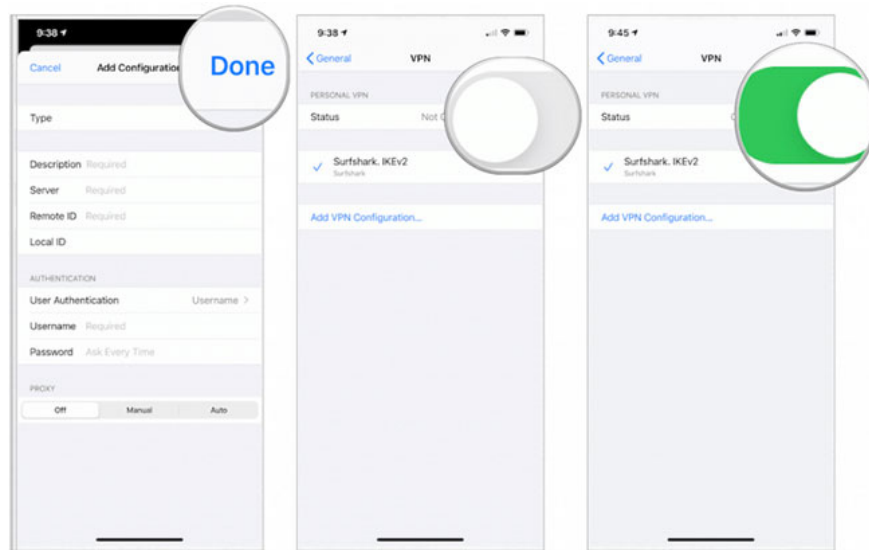 9:38
Cancel
Add Configuration
Done
Type
Description Required
Server Required
Remote ID Required
Local ID
AUTHENTICATION
User Authentication Username >
Username Required
Password Ask Every Time
PROXY
Off Manual Auto
9:38
< General VPN
PERSONAL VPN
Status Not
Surfshark. IKEv2
Surfshark
Add VPN Configuration...
9:45
< General VPN
PERSONAL VPN
Status
Surfshark. IKEv2
Surfshark
Add VPN Configuration...